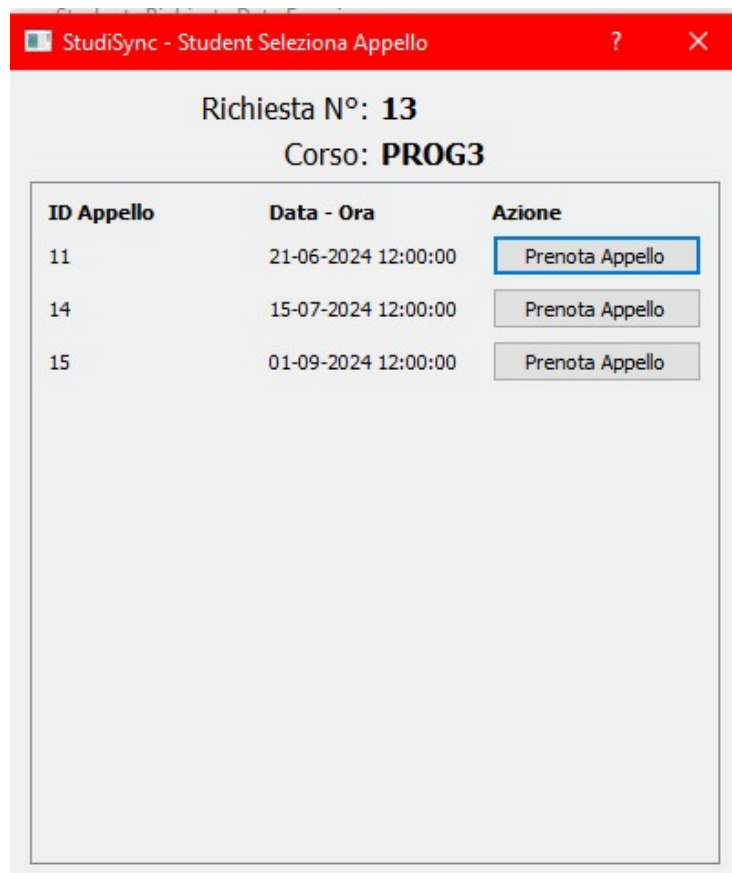 StudiSync - Student Seleziona Appello ?
Richiesta N°: 13
Corso: PROG3
ID Appello Data - Ora Azione
11 21-06-2024 12:00:00 Prenota Appello
14 15-07-2024 12:00:00 Prenota Appello
15 01-09-2024 12:00:00 Prenota Appello